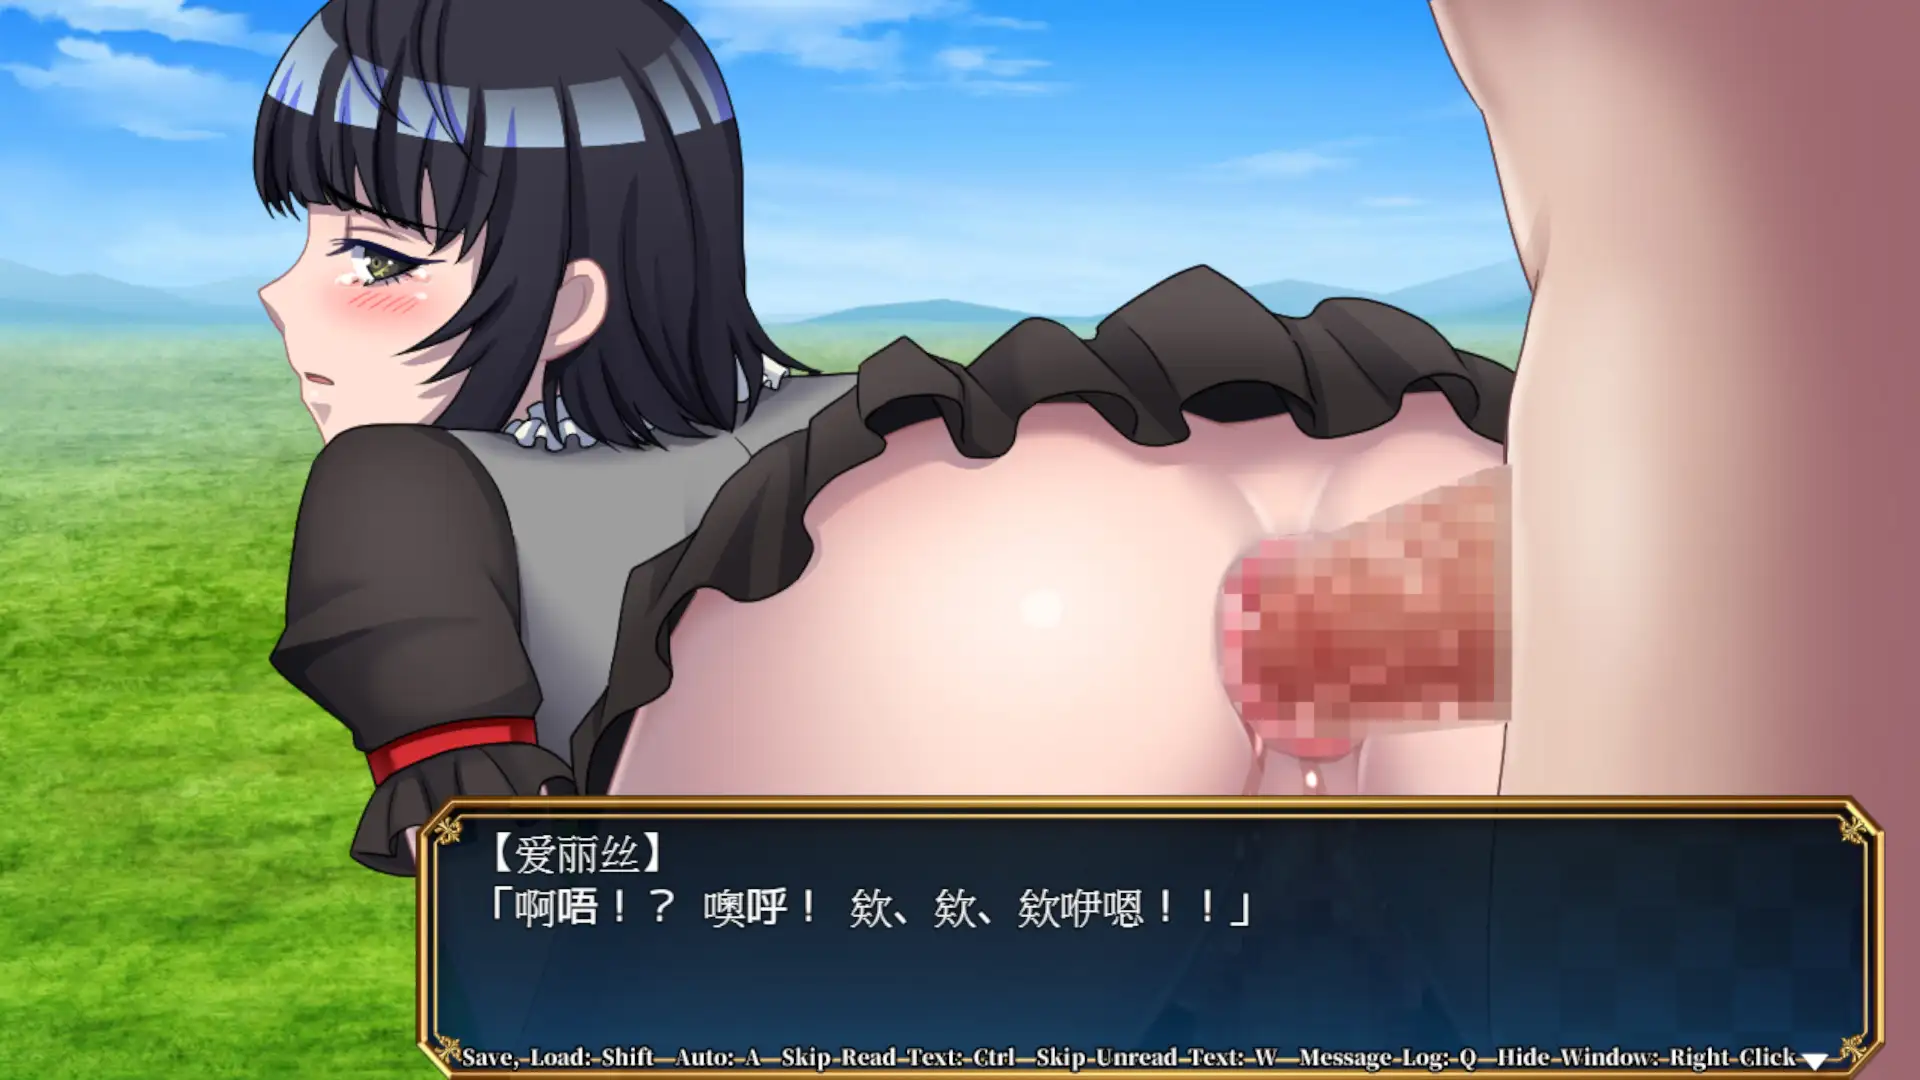 【爱丽丝】
「啊唔！？ 噢呼！ 欸、欸、欸咿嗯！！」
Save, Load: Shift Auto: A Skip Read Text: Ctrl Skip Unread Text: W Message Log: Q Hide Window: Right Click